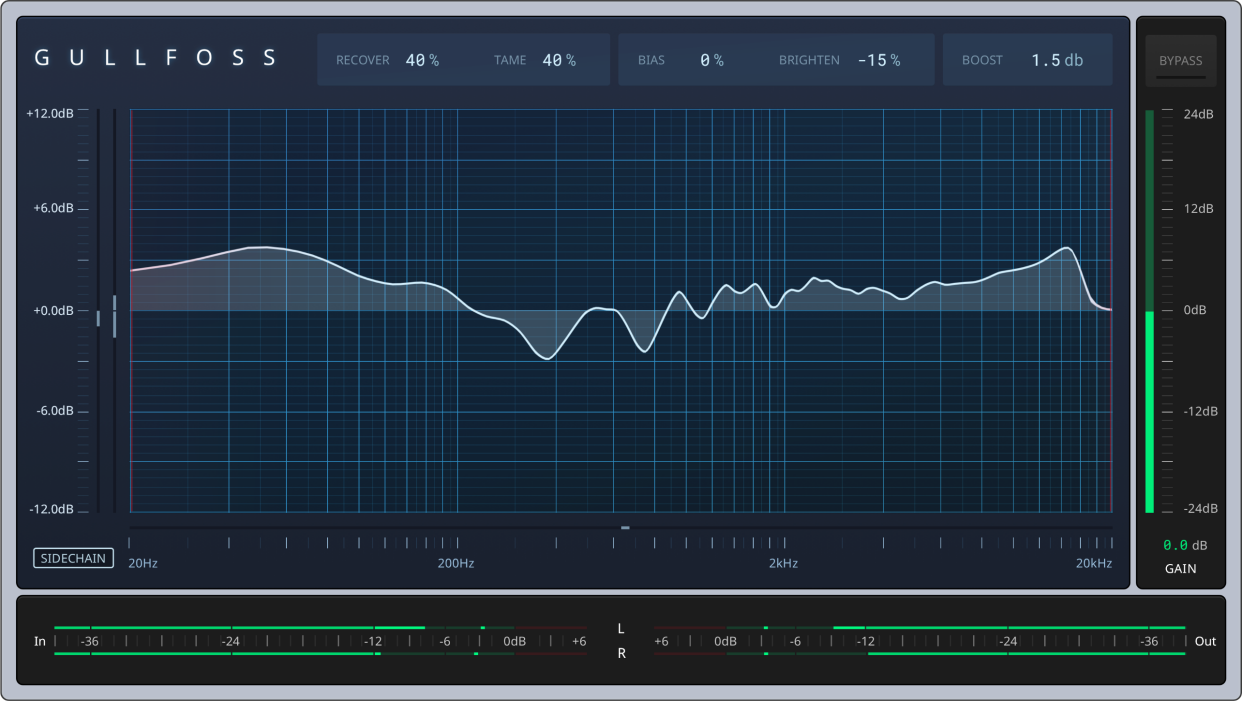 GULLFOSS
RECOVER 40 % TAME 40 % BIAS 0 % BRIGHTEN -15 % BOOST 1.5 db BYPASS
+12.0dB 24dB
+6.0dB 12dB
+0.0dB 0dB
-6.0dB -12dB
-12.0dB -24dB
0.0 dB
SIDECHAIN 20Hz 200Hz 2kHz 20kHz GAIN
L
In -36 -24 -12 -6 0dB +6 +6 0dB -6 -12 -24 -36 Out
R